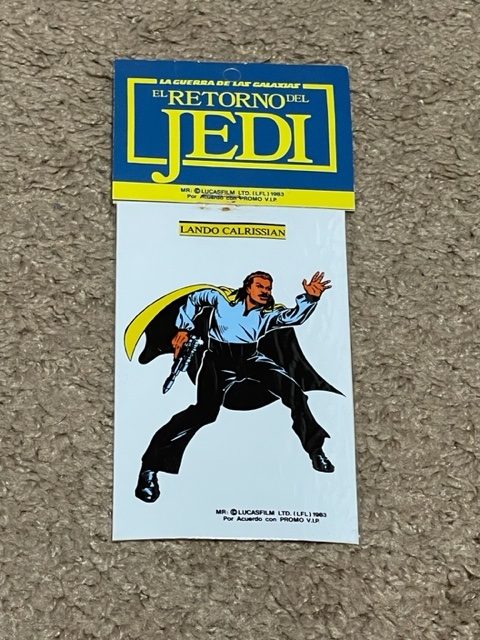 LA GUERRA DE LAS GALAXIAS
EL RETORNO DEL
JEDI
MR: ©LUCASFILM LTD. (LFL) 1983
Por Acuerdo con PROMO V.I.P.
LANDO CALRISSIAN
MR: ©LUCASFILM LTD. (LFL) 1983
Por Acuerdo con PROMO V.I.P.